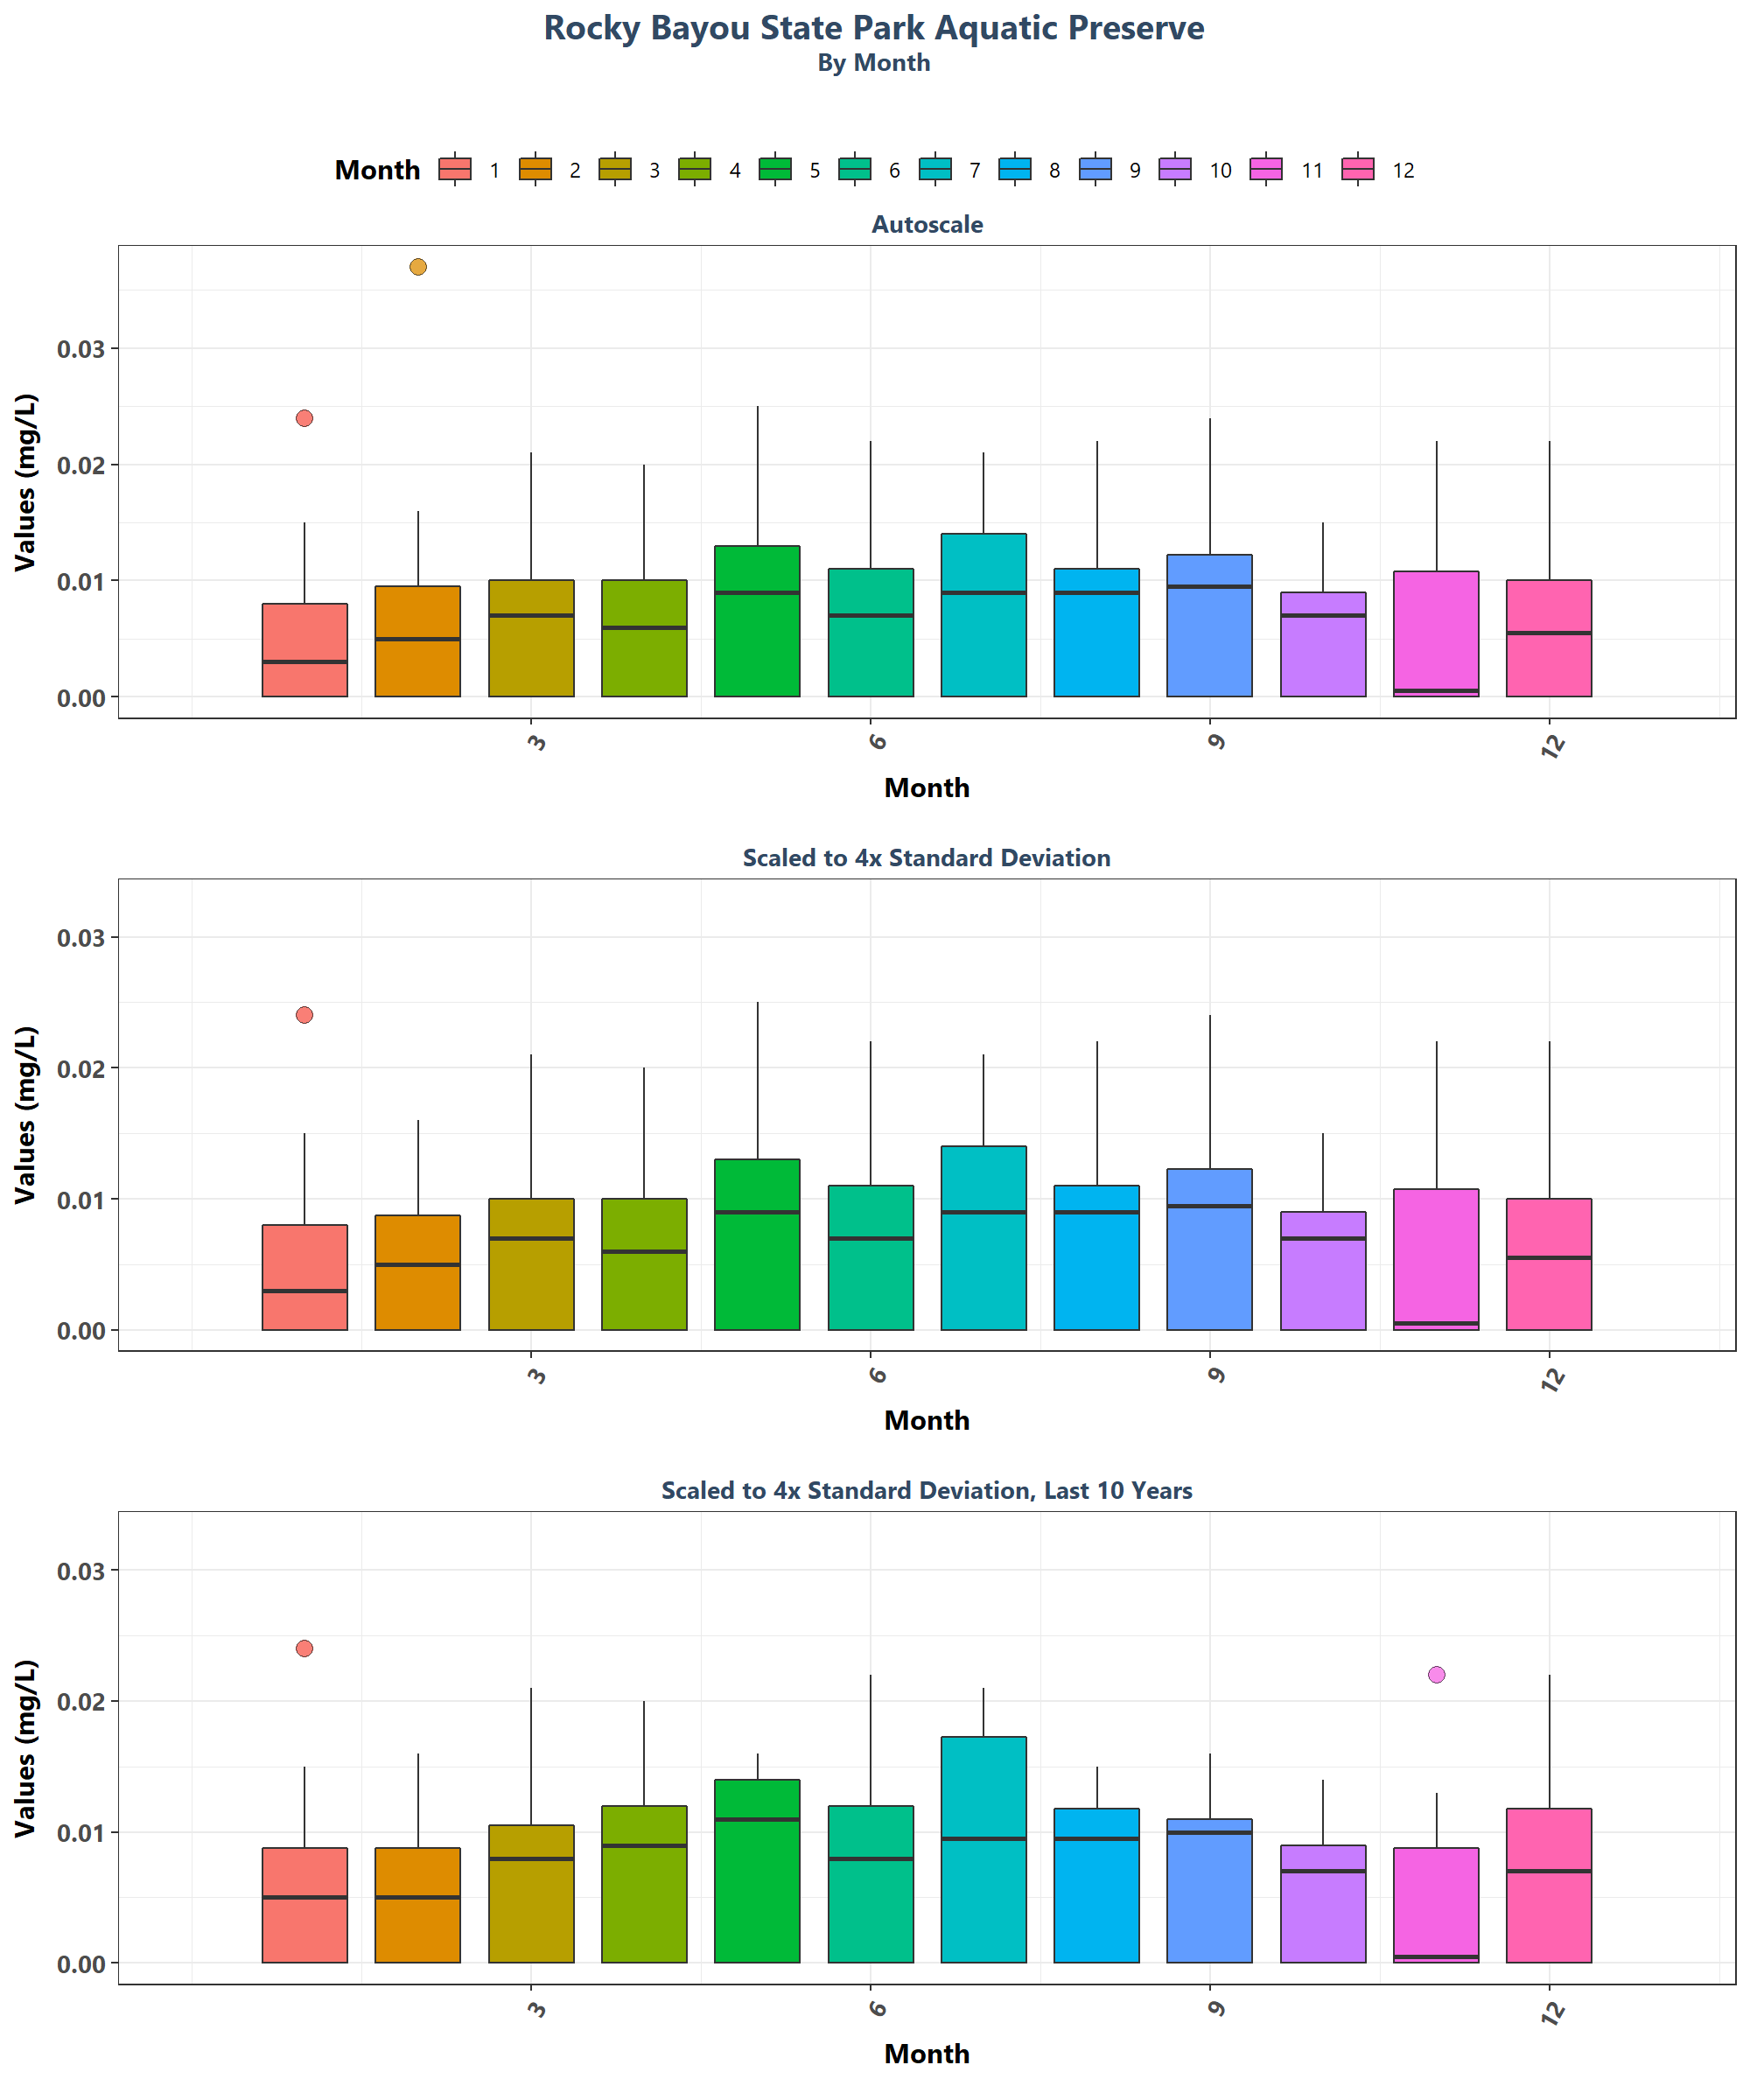 Rocky Bayou State Park Aquatic Preserve
By Month
Month 1 2 3 4 5 6 7 8 9 10 11 12
Autoscale
Values (mg/L)
0.03
0.02
0.01
0.00
3 6 9 12
Month
Scaled to 4x Standard Deviation
Values (mg/L)
0.03
0.02
0.01
0.00
3 6 9 12
Month
Scaled to 4x Standard Deviation, Last 10 Years
Values (mg/L)
0.03
0.02
0.01
0.00
3 6 9 12
Month